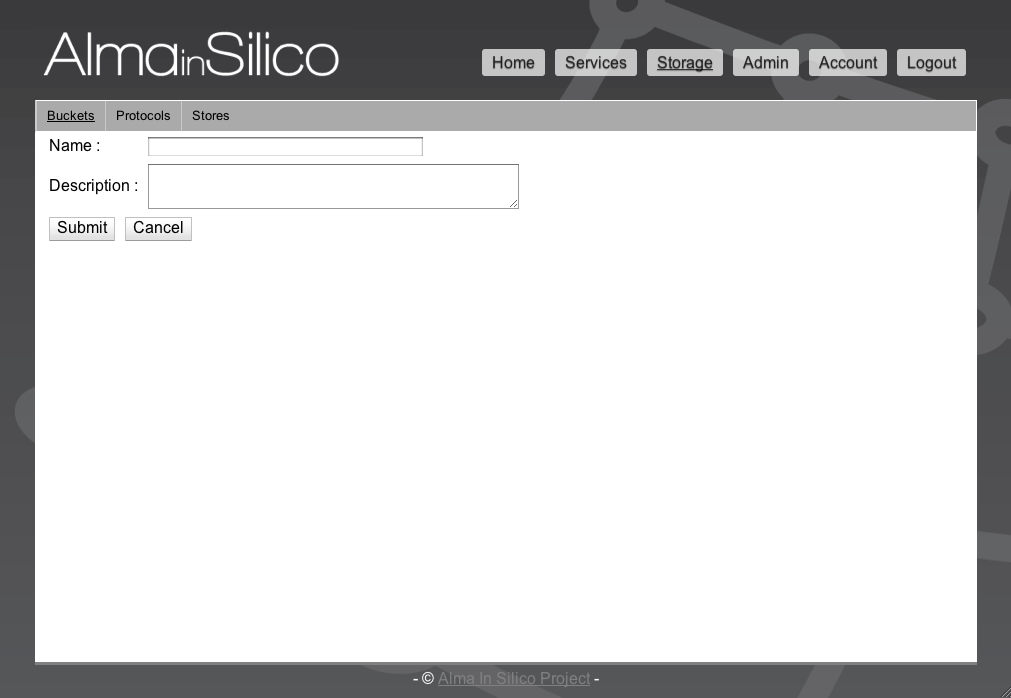 AlmainSilico
Home Services Storage Admin Account Logout
Buckets Protocols Stores
Name :
Description :
Submit Cancel
- © Alma In Silico Project -